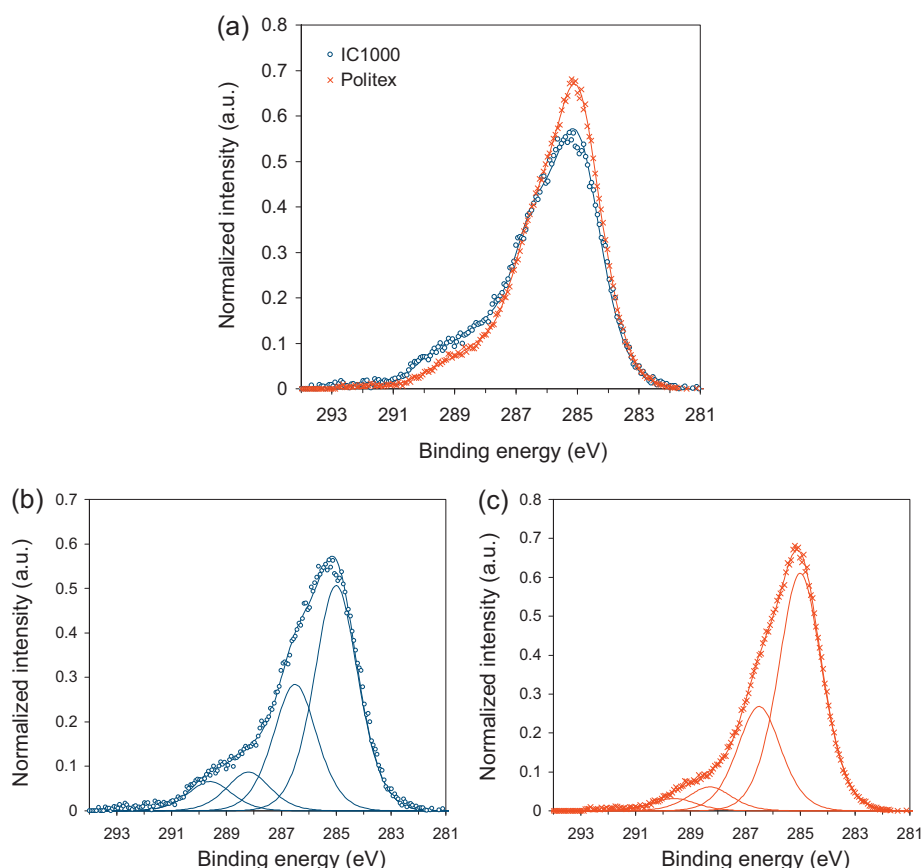 (a)
0.8
0.7
0.6
0.5
0.4
0.3
0.2
0.1
0
Normalized intensity (a.u.)
IC1000
Politex
293 291 289 287 285 283 281
Binding energy (eV)
(b)
0.7
0.6
0.5
0.4
0.3
0.2
0.1
0
Normalized intensity (a.u.)
293 291 289 287 285 283 281
Binding energy (eV)
(c)
0.8
0.7
0.6
0.5
0.4
0.3
0.2
0.1
0
Normalized intensity (a.u.)
293 291 289 287 285 283 281
Binding energy (eV)